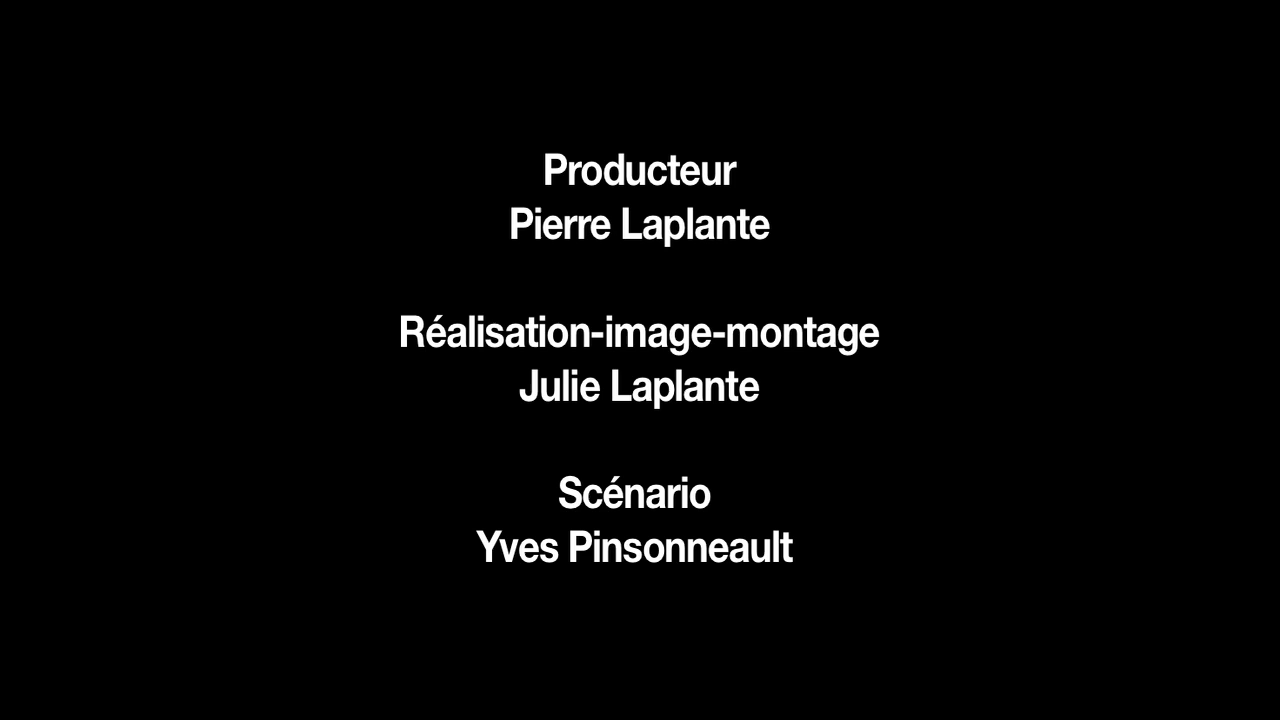 Producteur
Pierre Laplante
Réalisation-image-montage
Julie Laplante
Scénario
Yves Pinsonneault